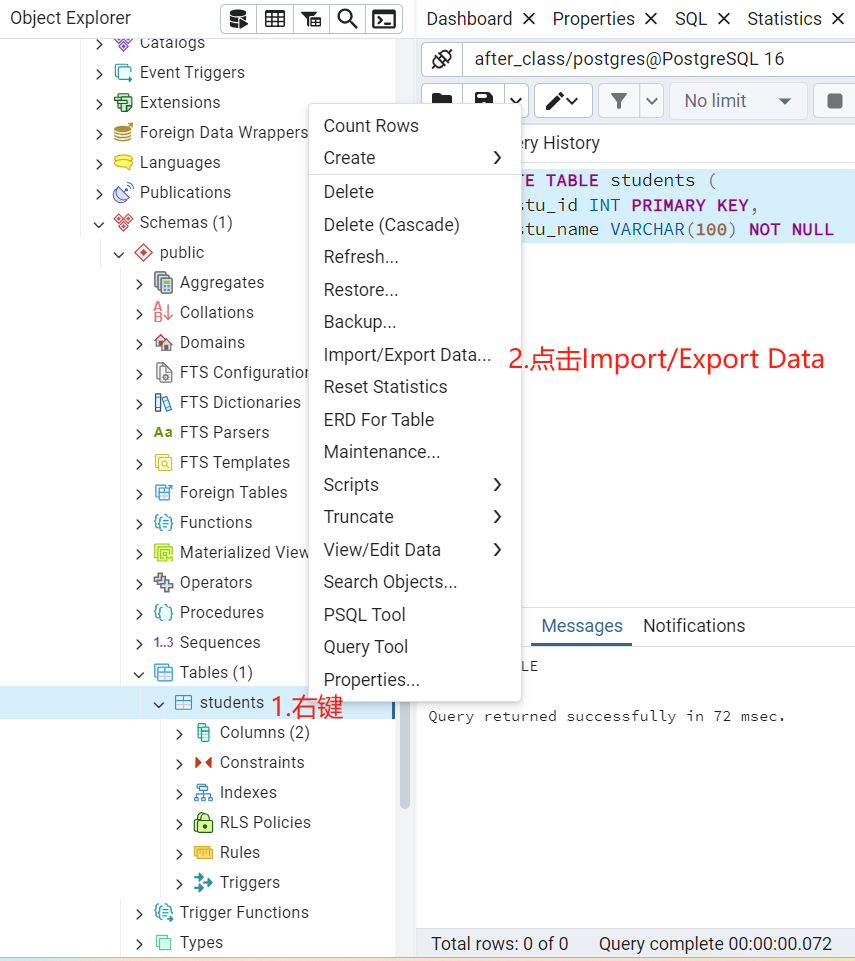 Object Explorer
Dashboard
Properties
SQL
Statistics
after_class/postgres@PostgreSQL 16
No limit
ry History
Catalogs
Event Triggers
Extensions
Foreign Data Wrappers
Languages
Publications
Schemas (1)
public
Aggregates
Collations
Domains
FTS Configuration
FTS Dictionaries
Aa FTS Parsers
FTS Templates
Foreign Tables
Functions
Materialized View
Operators
Procedures
1..3 Sequences
Tables (1)
students
Columns (2)
Constraints
Indexes
RLS Policies
Rules
Triggers
Trigger Functions
Types
1.右键
Count Rows
Create
Delete
Delete (Cascade)
Refresh...
Restore...
Backup...
Import/Export Data...
Reset Statistics
ERD For Table
Maintenance...
Scripts
Truncate
View/Edit Data
Search Objects...
PSQL Tool
Query Tool
Properties...
2.点击Import/Export Data
TE TABLE students (
stu_id INT PRIMARY KEY,
stu_name VARCHAR(100) NOT NULL
Messages
Notifications
LE
Query returned successfully in 72 msec.
Total rows: 0 of 0
Query complete 00:00:00.072